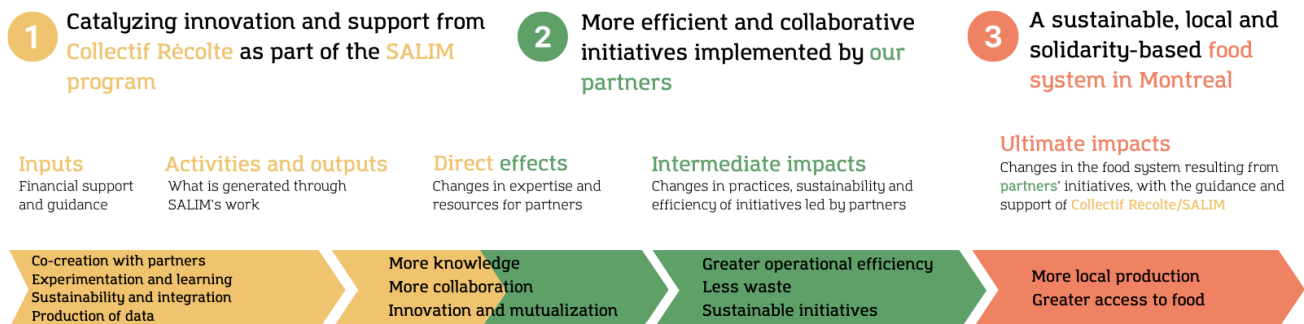 1
Catalyzing innovation and support from
Collectif Récolte as part of the SALIM
program
2
More efficient and collaborative
initiatives implemented by our
partners
3
A sustainable, local and
solidarity-based food
system in Montreal
Inputs
Financial support
and guidance
Activities and outputs
What is generated through
SALIM's work
Direct effects
Changes in expertise and
resources for partners
Intermediate impacts
Changes in practices, sustainability and
efficiency of initiatives led by partners
Ultimate impacts
Changes in the food system resulting from
partners' initiatives, with the guidance and
support of Collectif Récolte/SALIM
Co-creation with partners
Experimentation and learning
Sustainability and integration
Production of data
More knowledge
More collaboration
Innovation and mutualization
Greater operational efficiency
Less waste
Sustainable initiatives
More local production
Greater access to food